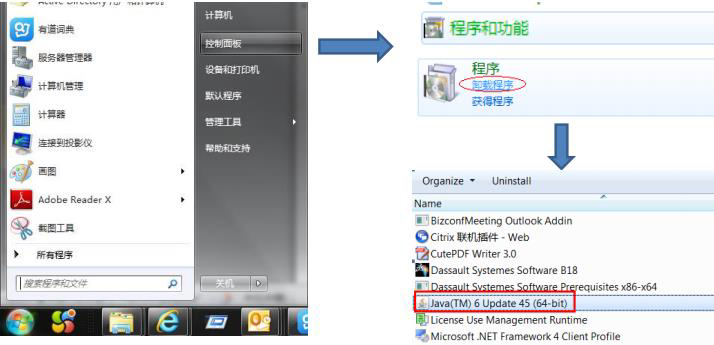 Active Directory 用户和计算机
有道词典
服务器管理器
计算机管理
计算器
连接到投影仪
画图
Adobe Reader X
截图工具
所有程序
搜索程序和文件
计算机
控制面板
设备和打印机
默认程序
管理工具
帮助和支持
关机
程序和功能
程序
卸载程序
获得程序
Organize
Uninstall
Name
BizconfMeeting Outlook Addin
Citrix 联机插件 - Web
CutePDF Writer 3.0
Dassault Systemes Software B18
Dassault Systemes Software Prerequisites x86-x64
Java(TM) 6 Update 45 (64-bit)
License Use Management Runtime
Microsoft .NET Framework 4 Client Profile